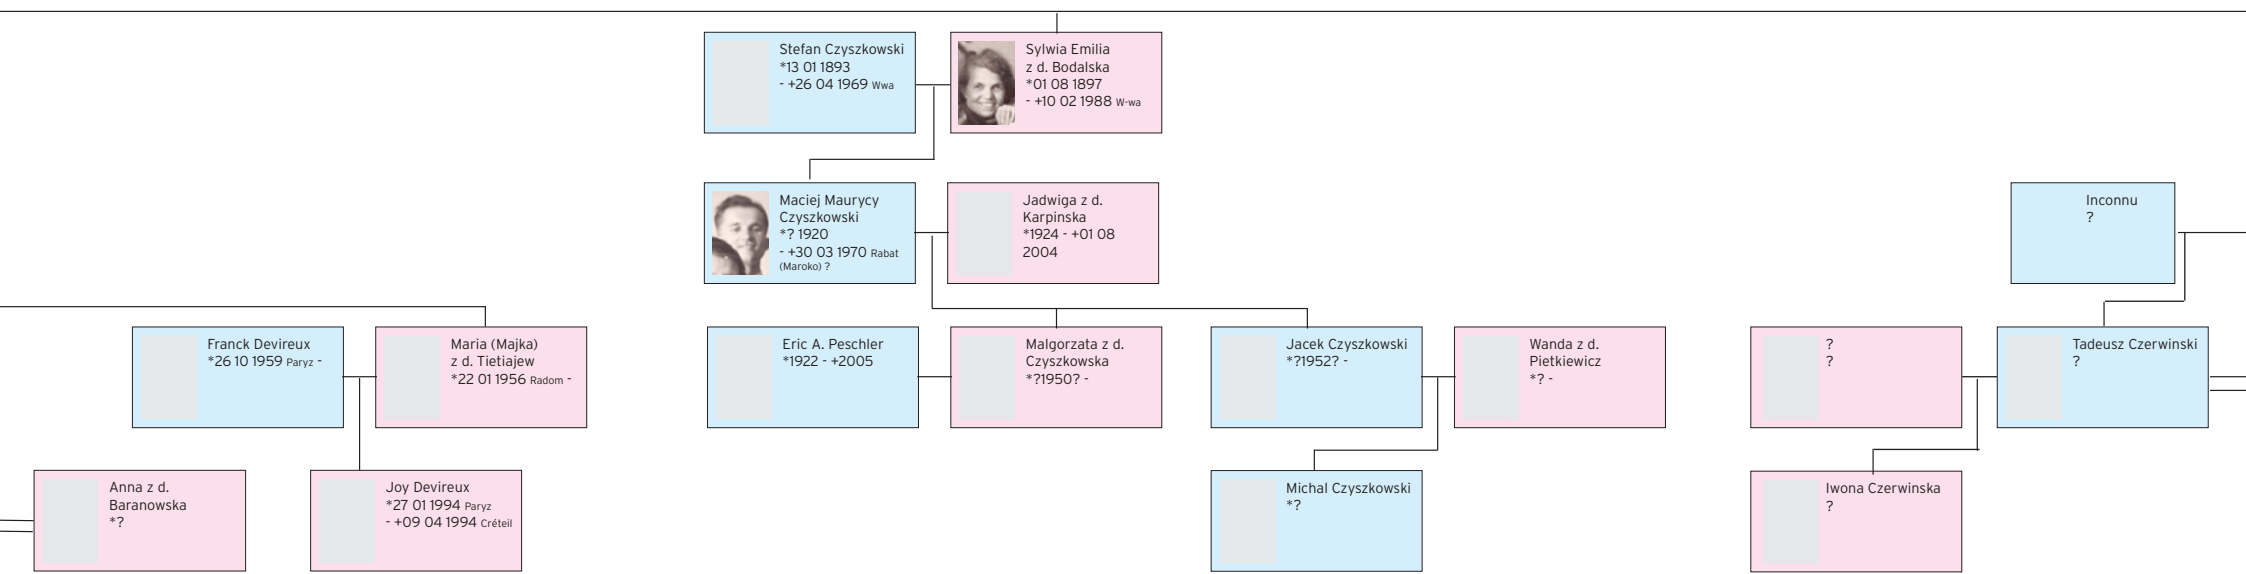 Stefan Czyszkowski
*13 01 1893
- +26 04 1969 Wwa
Sylwia Emilia
z d. Bodalska
*01 08 1897
- +10 02 1988 W-wa
Maciej Maurycy
Czyszkowski
*? 1920
- +30 03 1970 Rabat
(Maroko) ?
Jadwiga z d.
Karpinska
*1924 - +01 08
2004
Inconnu
?
Franck Devireux
*26 10 1959 Paryz -
Maria (Majka)
z d. Tietiajew
*22 01 1956 Radom -
Eric A. Peschler
*1922 - +2005
Malgorzata z d.
Czyszkowska
*?1950? -
Jacek Czyszkowski
*?1952? -
Wanda z d.
Pietkiewicz
*? -
?
?
Tadeusz Czerwinski
?
Anna z d.
Baranowska
*?
Joy Devireux
*27 01 1994 Paryz
- +09 04 1994 Créteil
Michal Czyszkowski
*?
Iwona Czerwinska
?